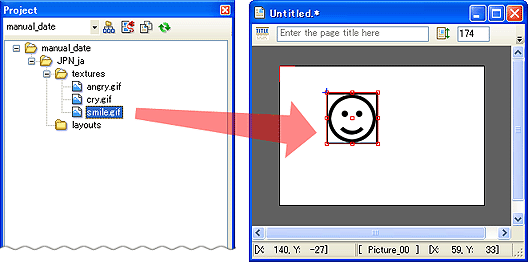 Project
manual_date
manual_date
JPN_ja
textures
angry.gif
cry.gif
smile.gif
layouts
Untitled.*
TITLE
Enter the page title here
174
[X: 140, Y: -27]
[ Picture_00 ]
[X: 59, Y: 33]